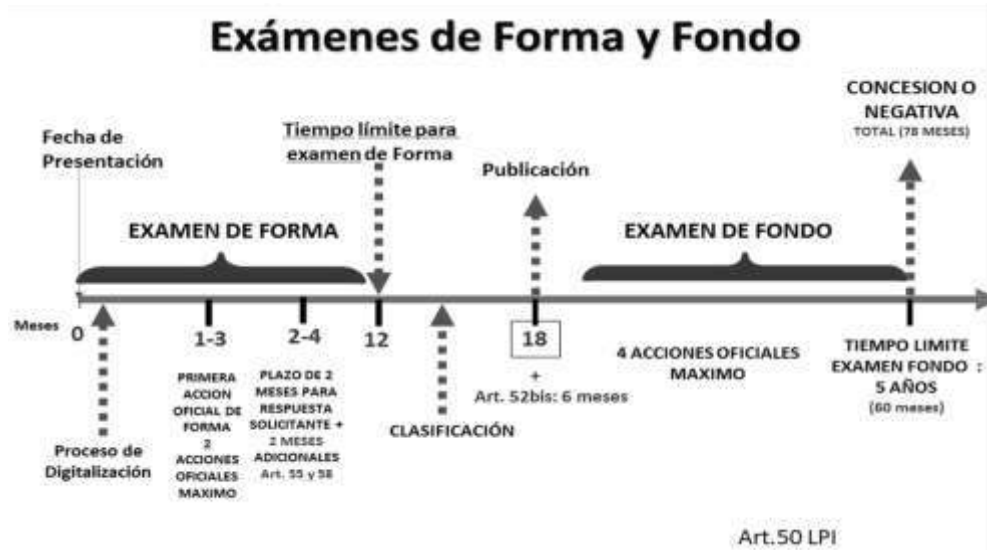 Exámenes de Forma y Fondo
CONCESION O
NEGATIVA
TOTAL (78 MESES)
Fecha de
Presentación
Tiempo límite para
examen de Forma
Publicación
EXAMEN DE FORMA
EXAMEN DE FONDO
Meses
0
1-3
2-4
12
18
PRIMERA
ACCION
OFICIAL DE
FORMA
2
ACCIONES
OFICIALES
MAXIMO
PLAZO DE 2
MESES PARA
RESPUESTA
SOLICITANTE +
2 MESES
ADICIONALES
Art. 55 y 58
+
Art. 52bis: 6 meses
4 ACCIONES OFICIALES
MAXIMO
TIEMPO LIMITE
EXAMEN FONDO :
5 AÑOS
(60 meses)
Proceso de
Digitalización
CLASIFICACIÓN
Art.50 LPI